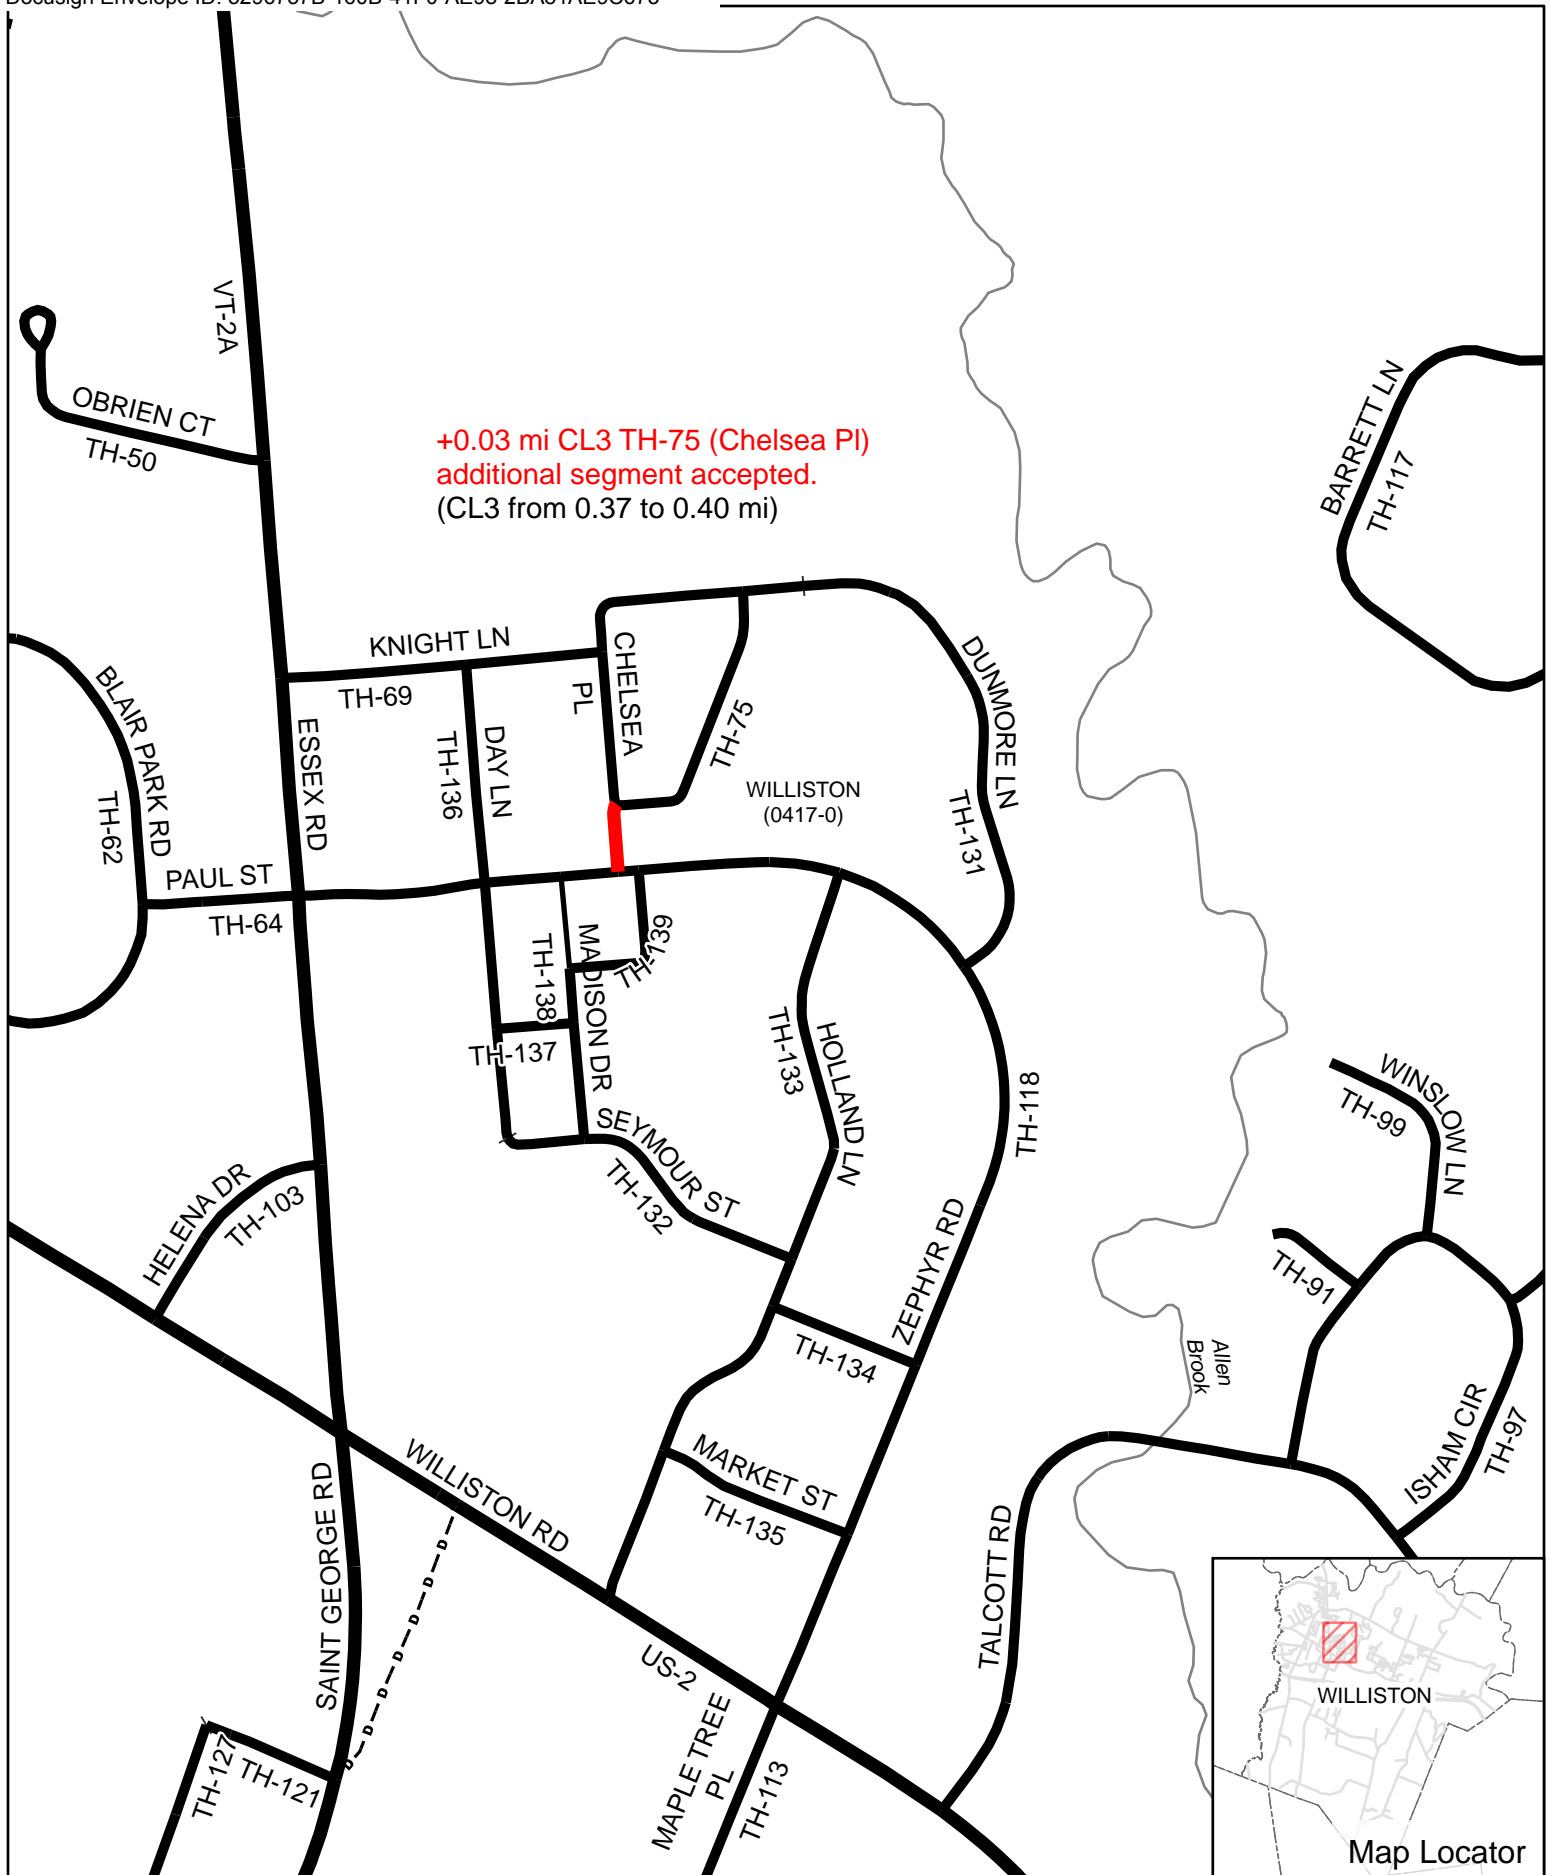 VT-2A
OBRIEN CT
TH-50
+0.03 mi CL3 TH-75 (Chelsea Pl)
additional segment accepted.
(CL3 from 0.37 to 0.40 mi)
BARRETT LN
TH-117
KNIGHT LN
TH-69
CHELSEA
PL
TH-75
DUNMORE LN
TH-131
BLAIR PARK RD
TH-62
ESSEX RD
TH-136
DAY LN
WILLISTON
(0417-0)
PAUL ST
TH-64
TH-138
MADISON DR
TH-139
TH-137
TH-133
HOLLAND LN
TH-118
WINSLOW LN
TH-99
SEYMOUR ST
TH-132
HELENA DR
TH-103
ZEPHYR RD
TH-91
TH-134
Allen
Brook
ISHAM CIR
TH-97
MARKET ST
TH-135
WILLISTON RD
SAINT GEORGE RD
TALCOTT RD
US-2
MAPLE TREE
PL
TH-113
TH-127
TH-121
D
D
D
D
D
D
D
WILLISTON
Map Locator